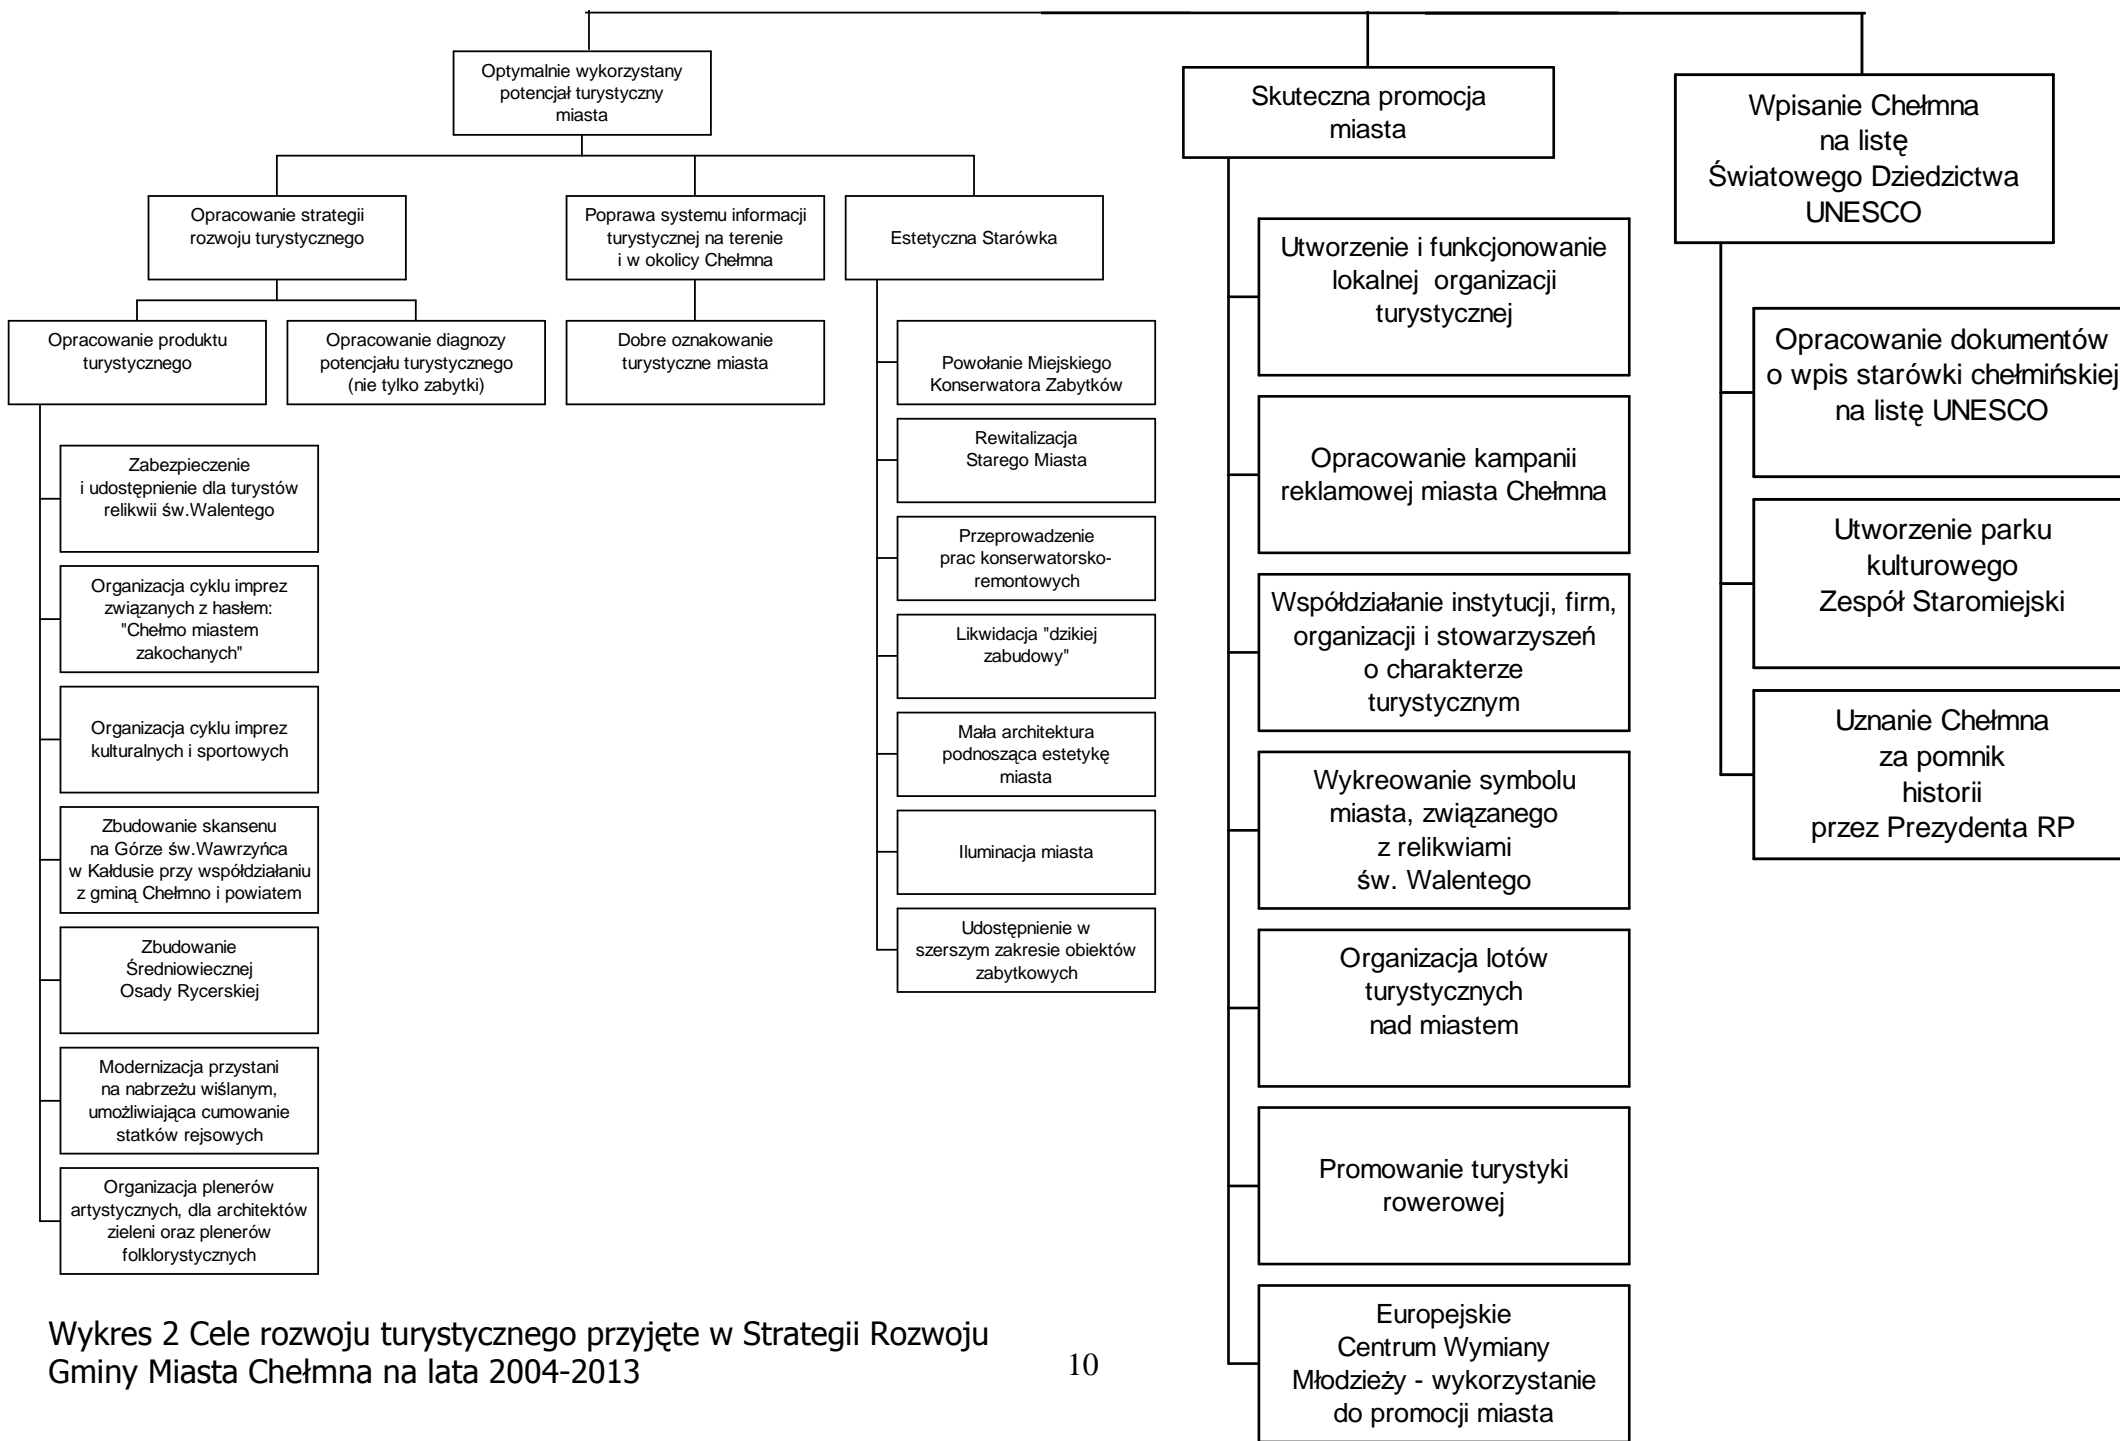 Optymalnie wykorzystany
potencjał turystyczny
miasta
Opracowanie strategii
rozwoju turystycznego
Opracowanie produktu
turystycznego
Zabezpieczenie
i udostępnienie dla turystów
relikwii św.Walentego
Organizacja cyklu imprez
związanych z hasłem:
"Chełmo miastem
zakochanych"
Organizacja cyklu imprez
kulturalnych i sportowych
Zbudowanie skansenu
na Górze św.Wawrzyńca
w Kałdusie przy współdziałaniu
z gminą Chełmno i powiatem
Zbudowanie
Średniowiecznej
Osady Rycerskiej
Modernizacja przystani
na nabrzeżu wiślanym,
umożliwiająca cumowanie
statków rejsowych
Organizacja plenerów
artystycznych, dla architektów
zieleni oraz plenerów
folklorystycznych
Opracowanie diagnozy
potencjału turystycznego
(nie tylko zabytki)
Poprawa systemu informacji
turystycznej na terenie
i w okolicy Chełmna
Dobre oznakowanie
turystyczne miasta
Estetyczna Starówka
Powołanie Miejskiego
Konserwatora Zabytków
Rewitalizacja
Starego Miasta
Przeprowadzenie
prac konserwatorsko-
remontowych
Likwidacja "dzikiej
zabudowy"
Mała architektura
podnosząca estetykę
miasta
Iluminacja miasta
Udostępnienie w
szerszym zakresie obiektów
zabytkowych
Skuteczna promocja
miasta
Utworzenie i funkcjonowanie
lokalnej organizacji
turystycznej
Opracowanie kampanii
reklamowej miasta Chełmna
Współdziałanie instytucji, firm,
organizacji i stowarzyszeń
o charakterze
turystycznym
Wykreowanie symbolu
miasta, związanego
z relikwiami
św. Walentego
Organizacja lotów
turystycznych
nad miastem
Promowanie turystyki
rowerowej
Europejskie
Centrum Wymiany
Młodzieży - wykorzystanie
do promocji miasta
Wpisanie Chełmna
na listę
Światowego Dziedzictwa
UNESCO
Opracowanie dokumentów
o wpis starówki chełmińskiej
na listę UNESCO
Utworzenie parku
kulturowego
Zespół Staromiejski
Uznanie Chełmna
za pomnik
historii
przez Prezydenta RP
Wykres 2 Cele rozwoju turystycznego przyjęte w Strategii Rozwoju
Gminy Miasta Chełmna na lata 2004-2013
10